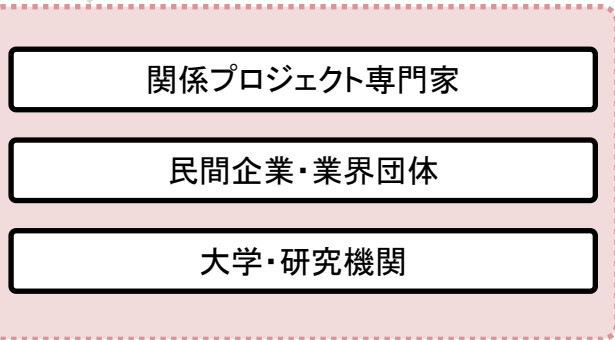 関係プロジェクト専門家
民間企業・業界団体
大学・研究機関